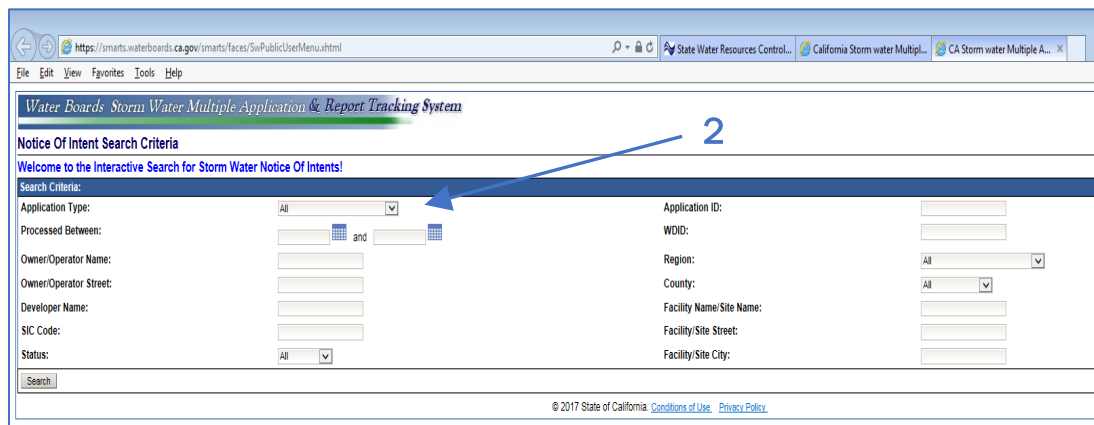 https://smarts.waterboards.ca.gov/smarts/faces/SwPublicUserMenu.xhtml
State Water Resources Control...
California Storm water Multipl...
CA Storm water Multiple A... ×
File Edit View Favorites Tools Help
Water Boards Storm Water Multiple Application & Report Tracking System
2
Notice Of Intent Search Criteria
Welcome to the Interactive Search for Storm Water Notice Of Intents!
Search Criteria:
Application Type: All Application ID:
Processed Between: and WDID:
Owner/Operator Name: Region: All
Owner/Operator Street: County: All
Developer Name: Facility Name/Site Name:
SIC Code: Facility/Site Street:
Status: All Facility/Site City:
Search
© 2017 State of California. Conditions of Use Privacy Policy